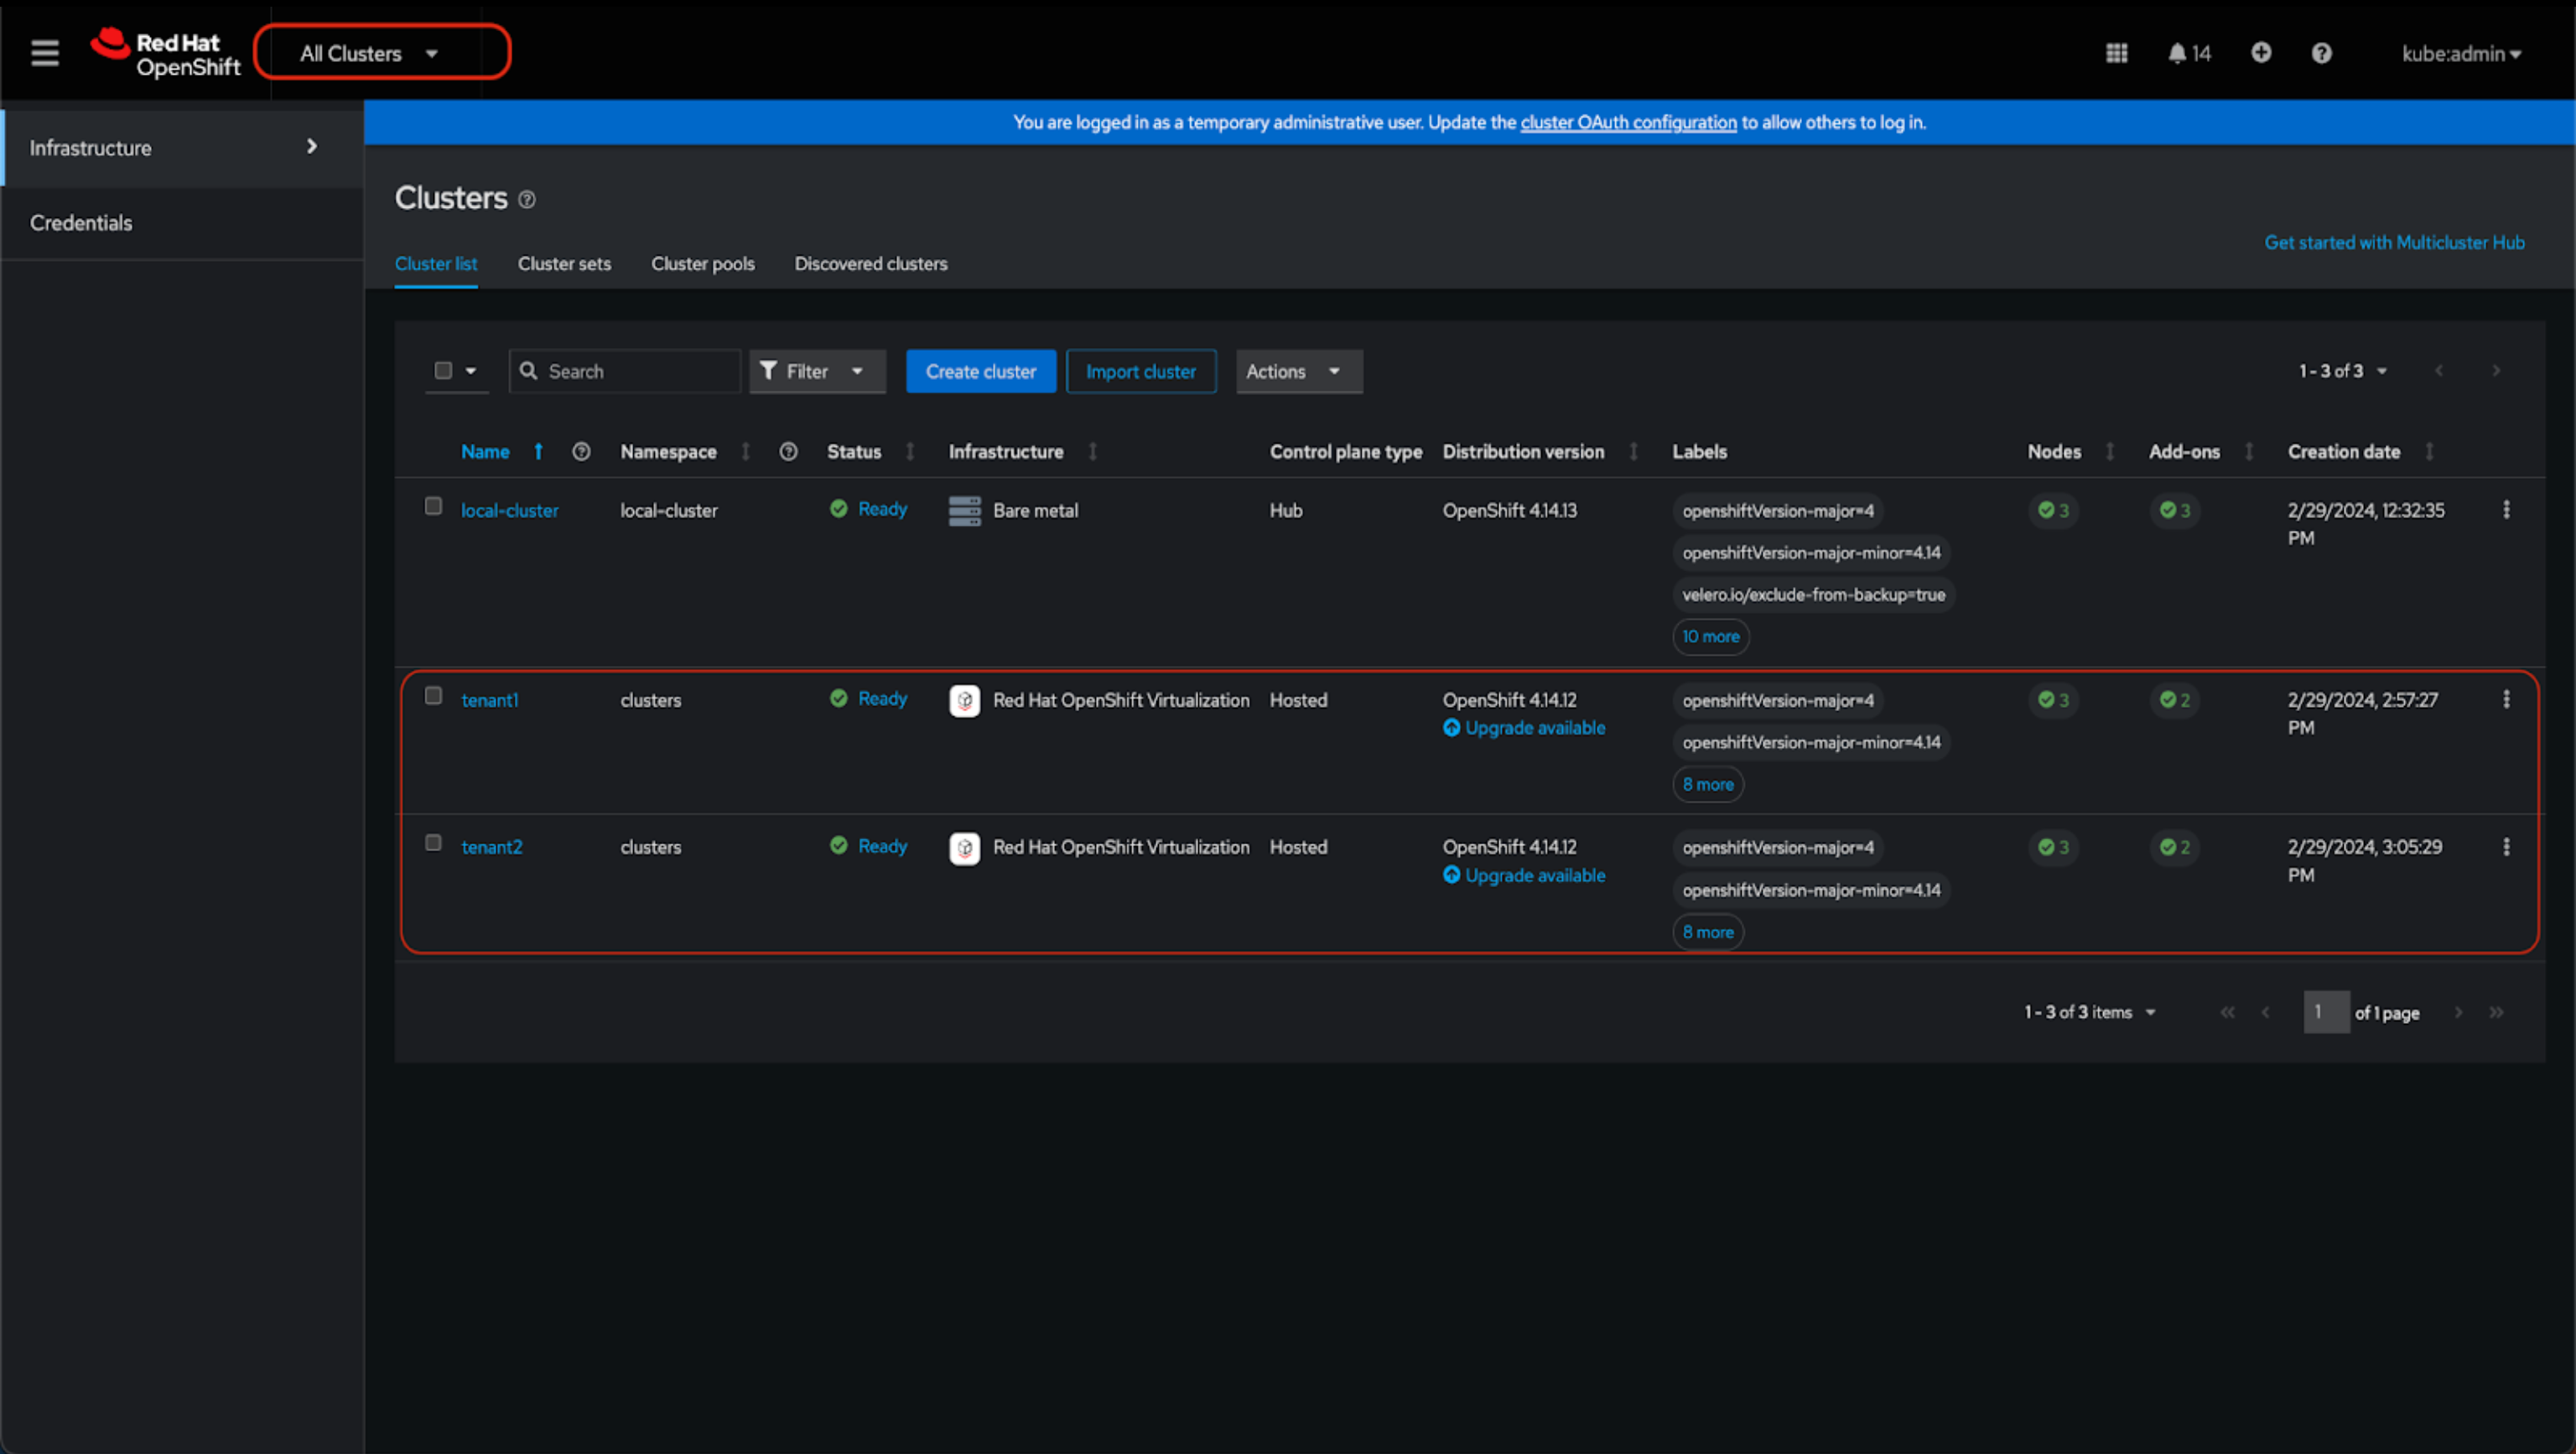 Red Hat
OpenShift
All Clusters
14
kube:admin
Infrastructure
Credentials
You are logged in as a temporary administrative user. Update the cluster OAuth configuration to allow others to log in.
Clusters
Get started with Multicluster Hub
Cluster list Cluster sets Cluster pools Discovered clusters
Search Filter Create cluster Import cluster Actions 1 - 3 of 3
Name Namespace Status Infrastructure Control plane type Distribution version Labels Nodes Add-ons Creation date
local-cluster local-cluster Ready Bare metal Hub OpenShift 4.14.13 openshiftVersion-major=4 3 3 2/29/2024, 12:32:35
PM
openshiftVersion-major-minor=4.14
velero.io/exclude-from-backup=true
10 more
tenant1 clusters Ready Red Hat OpenShift Virtualization Hosted OpenShift 4.14.12 openshiftVersion-major=4 3 2 2/29/2024, 2:57:27
Upgrade available PM
openshiftVersion-major-minor=4.14
8 more
tenant2 clusters Ready Red Hat OpenShift Virtualization Hosted OpenShift 4.14.12 openshiftVersion-major=4 3 2 2/29/2024, 3:05:29
Upgrade available PM
openshiftVersion-major-minor=4.14
8 more
1 - 3 of 3 items 1 of 1 page